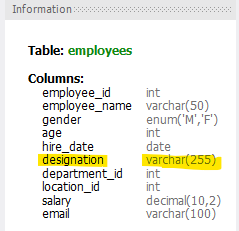 Information
Table: employees
Columns:
employee_id int
employee_name varchar(50)
gender enum('M','F')
age int
hire_date date
designation varchar(255)
department_id int
location_id int
salary decimal(10,2)
email varchar(100)